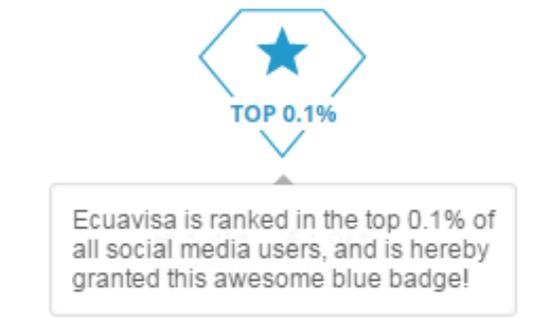 TOP 0.1%
Ecuavisa is ranked in the top 0.1% of
all social media users, and is hereby
granted this awesome blue badge!